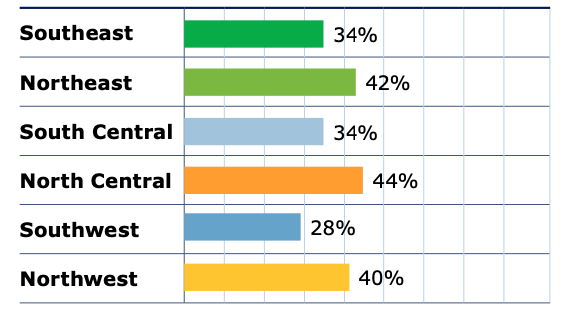 Southeast 34%
Northeast 42%
South Central 34%
North Central 44%
Southwest 28%
Northwest 40%